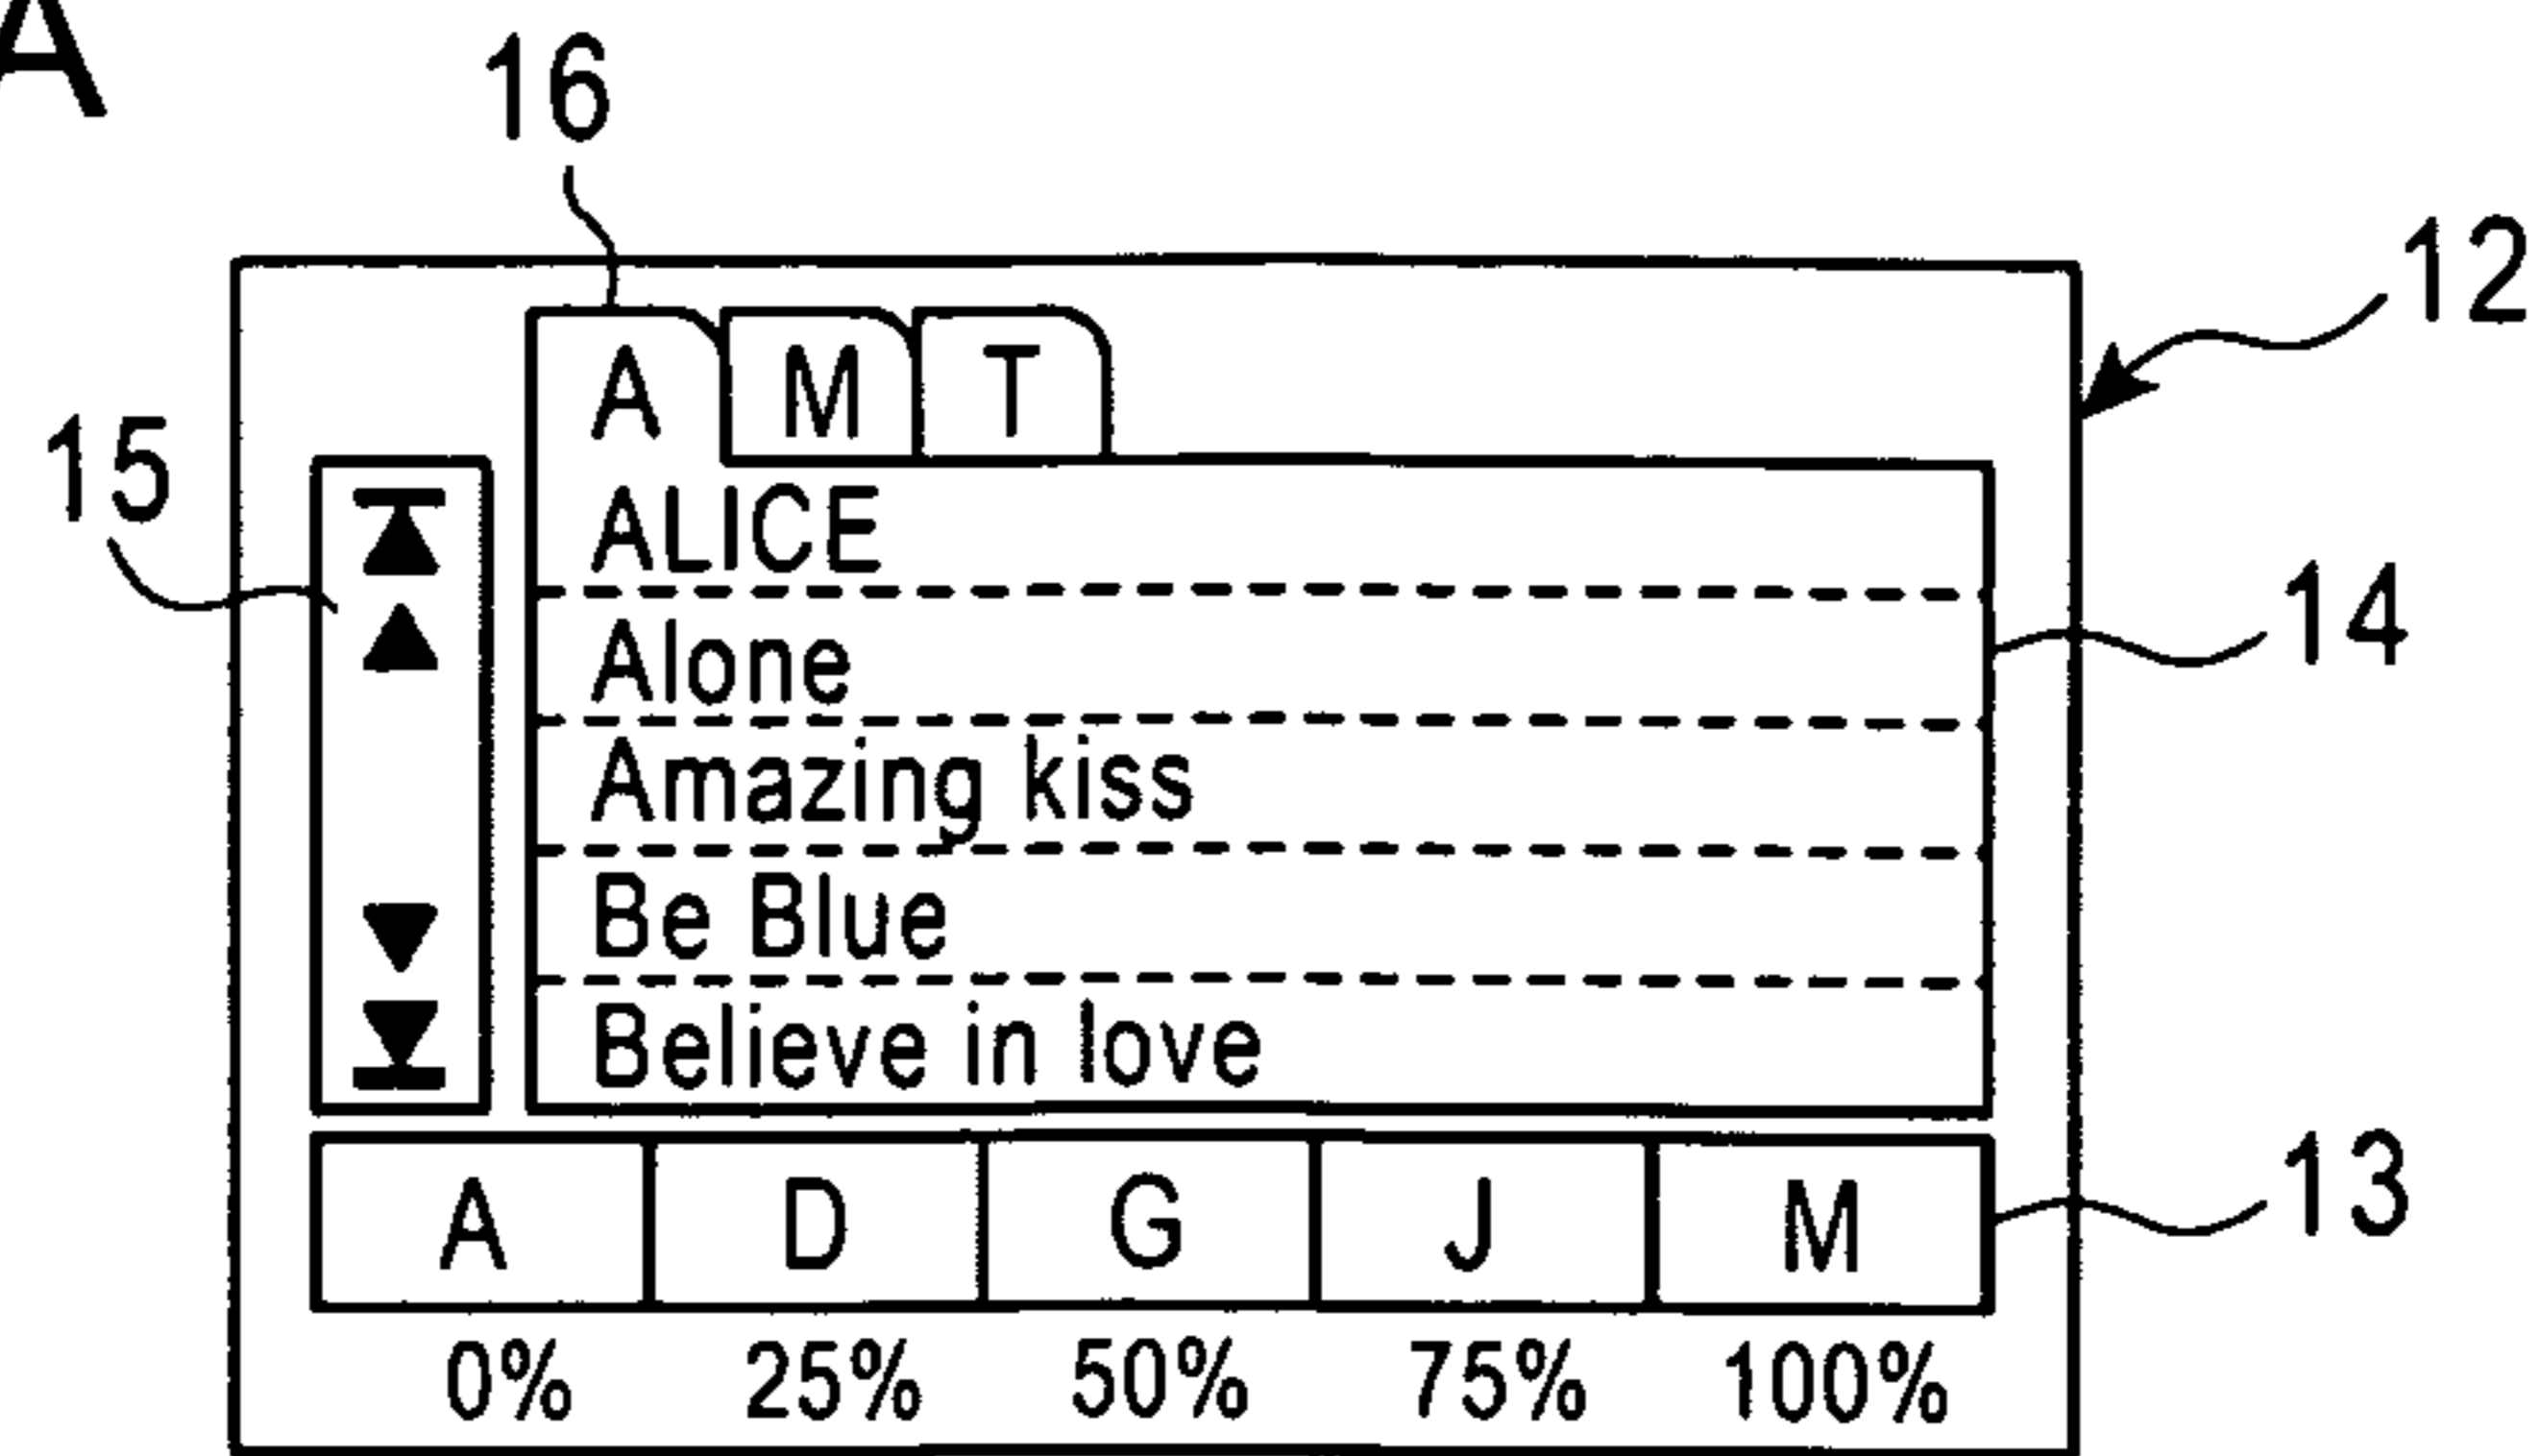 A
16
12
A M T
15
ALICE
Alone
14
Amazing kiss
Be Blue
Believe in love
A D G J M
13
0% 25% 50% 75% 100%